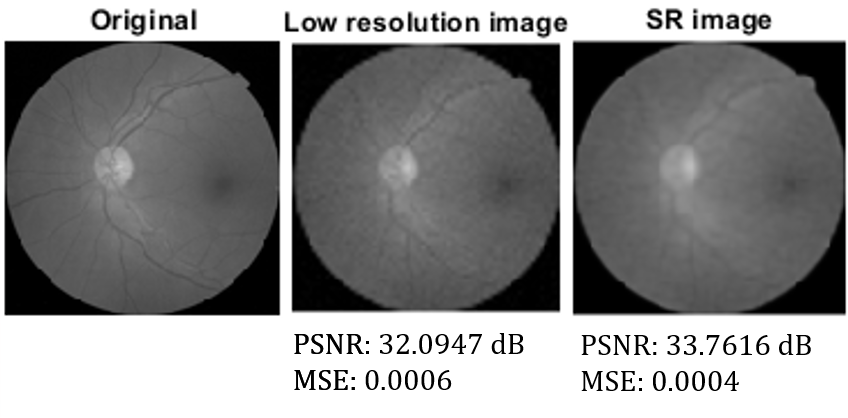 Original
Low resolution image
SR image
PSNR: 32.0947 dB
MSE: 0.0006
PSNR: 33.7616 dB
MSE: 0.0004